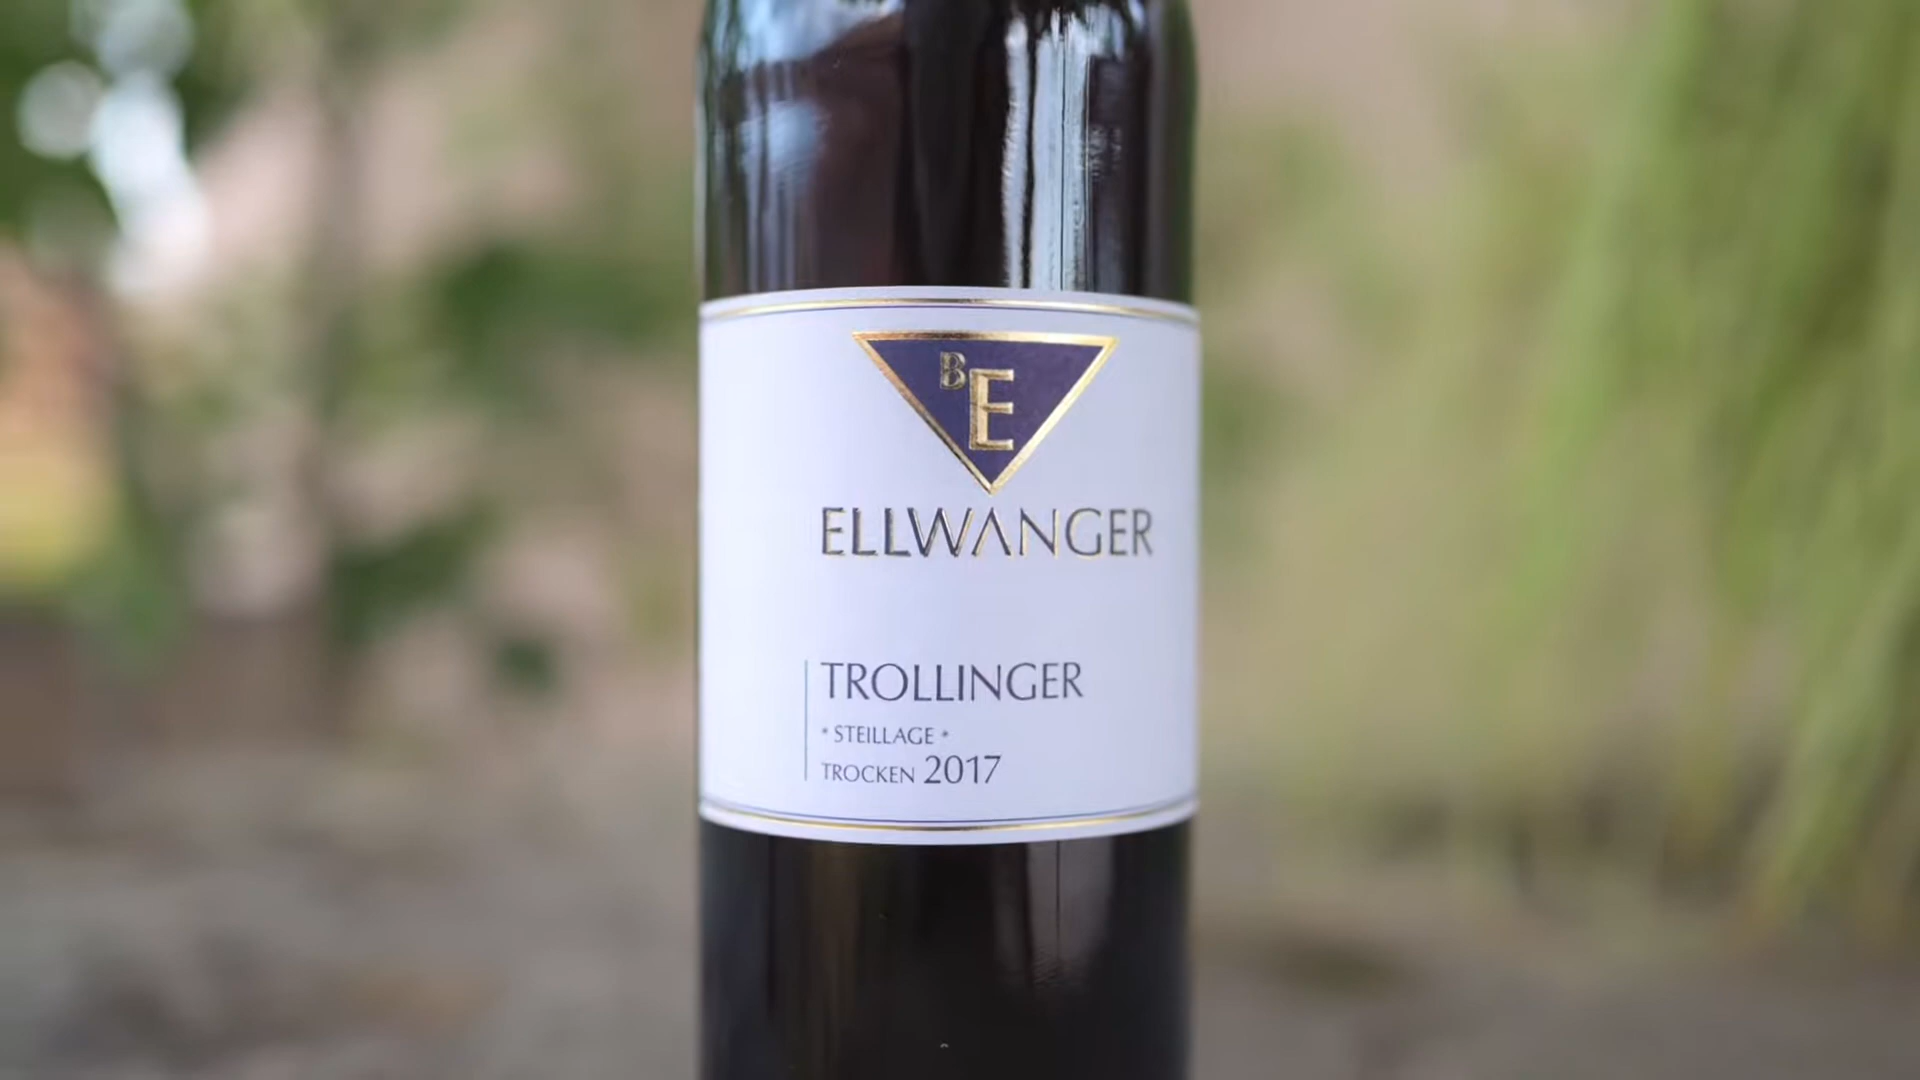 BE
ELLWANGER
TROLLINGER
* STEILLAGE *
TROCKEN 2017